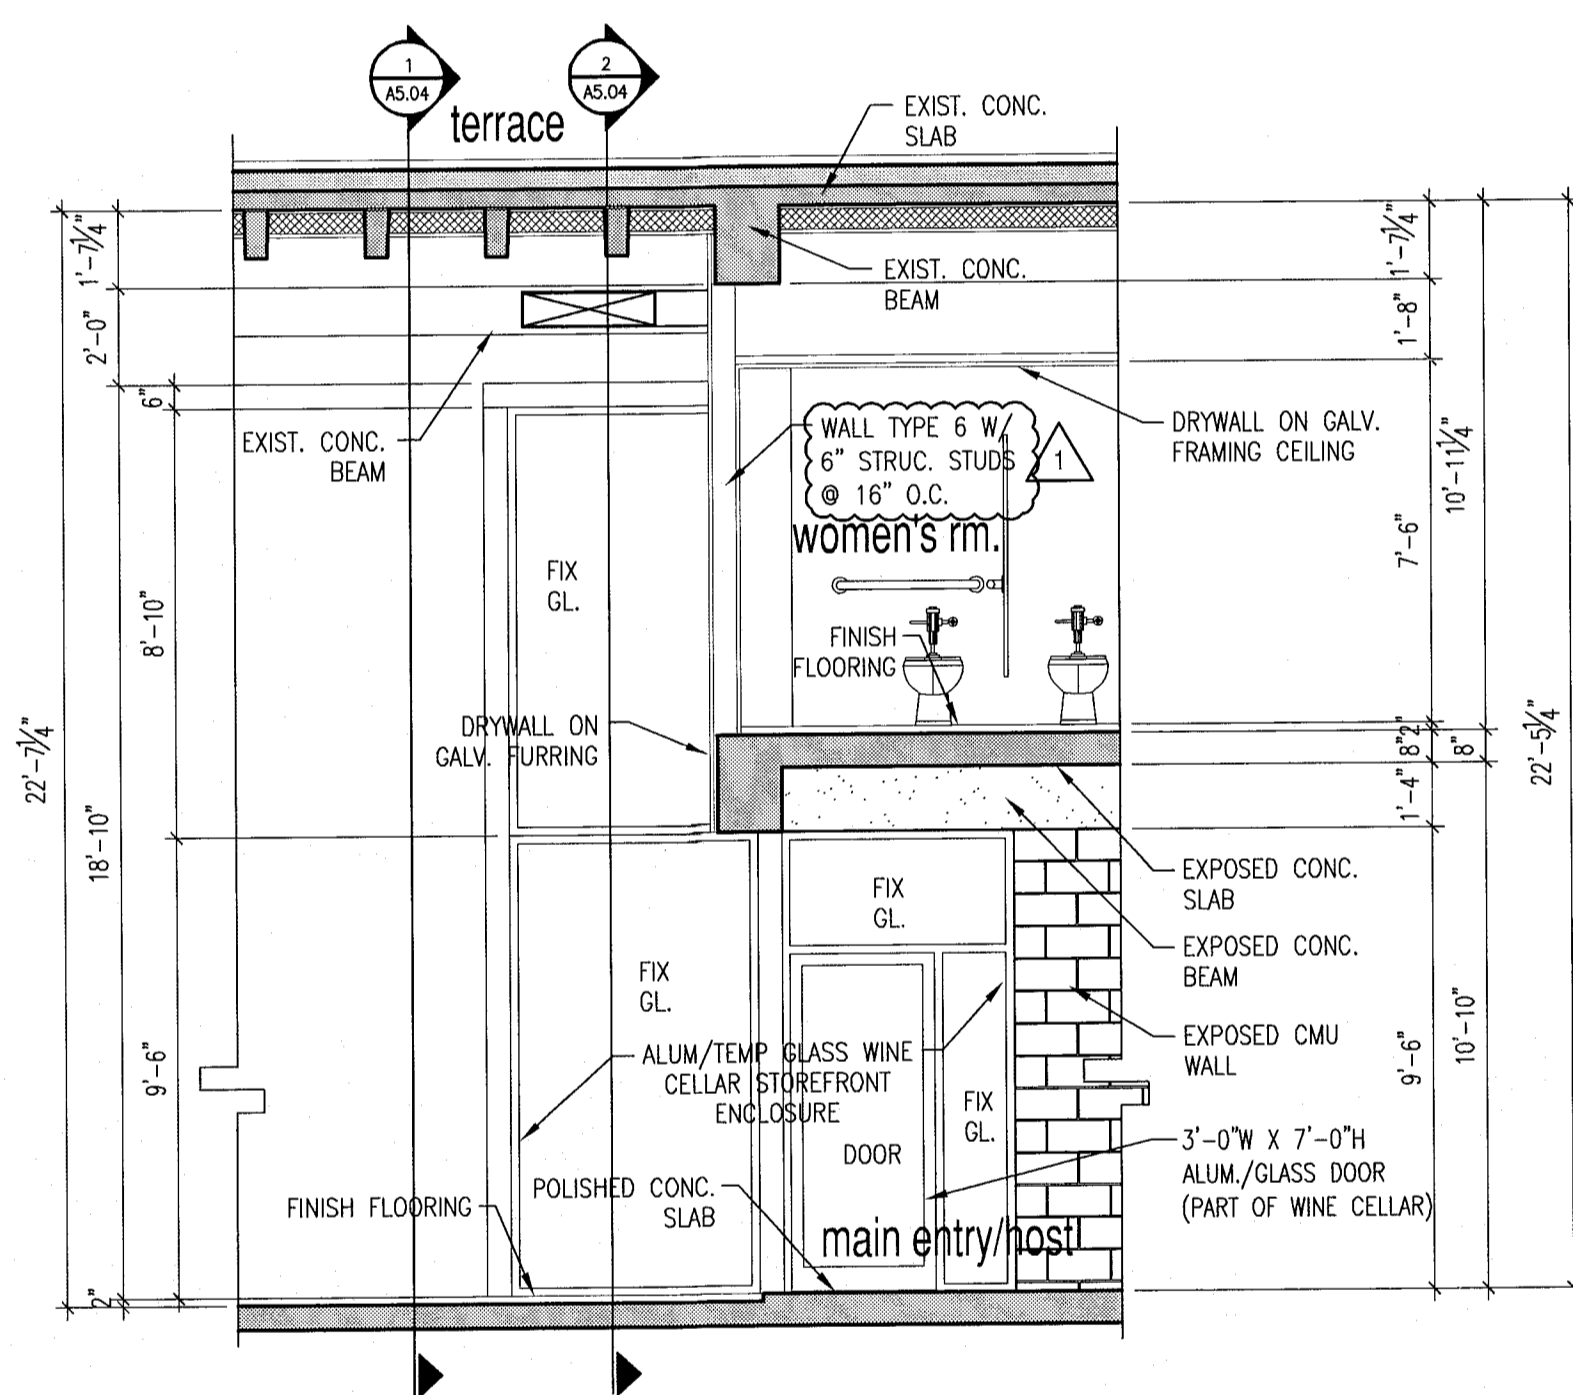 1
A5.04
2
A5.04
terrace
EXIST. CONC.
SLAB
EXIST. CONC.
BEAM
1'-7¼"
2'-0"
6"
8'-10"
22'-7¼"
18'-10"
9'-6"
2"
EXIST. CONC.
BEAM
WALL TYPE 6 W/
6" STRUC. STUDS
@ 16" O.C.
1
women's rm.
FIX
GL.
FINISH
FLOORING
DRYWALL ON
GALV. FURRING
DRYWALL ON GALV.
FRAMING CEILING
1'-7¼"
1'-8"
10'-11¼"
7'-6"
2"
8"
8"
22'-5¼"
1'-4"
9'-6"
10'-10"
EXPOSED CONC.
SLAB
EXPOSED CONC.
BEAM
EXPOSED CMU
WALL
3'-0"W X 7'-0"H
ALUM./GLASS DOOR
(PART OF WINE CELLAR)
FIX
GL.
FIX
GL.
ALUM/TEMP GLASS WINE
CELLAR STOREFRONT
ENCLOSURE
FIX
GL.
DOOR
POLISHED CONC.
SLAB
FINISH FLOORING
main entry/host